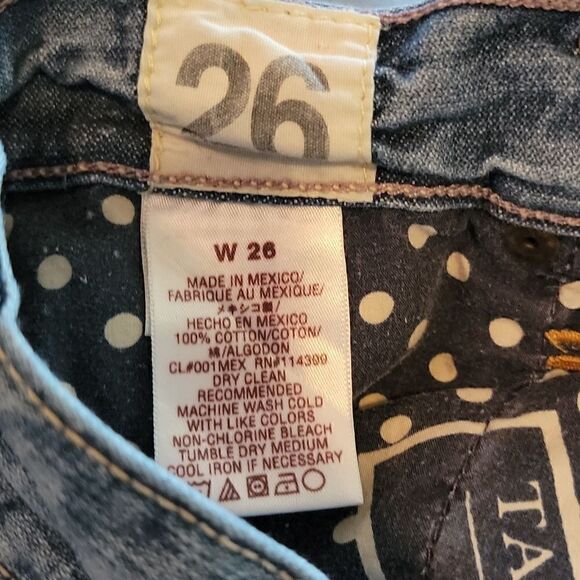 26
W 26
MADE IN MEXICO/
FABRIQUE AU MEXIQUE/
メキシコ製/
HECHO EN MEXICO
100% COTTON/COTON/
綿/ALGODON
CL#001MEX RN#114399
DRY CLEAN
RECOMMENDED
MACHINE WASH COLD
WITH LIKE COLORS
NON-CHLORINE BLEACH
TUMBLE DRY MEDIUM
COOL IRON IF NECESSARY
TA